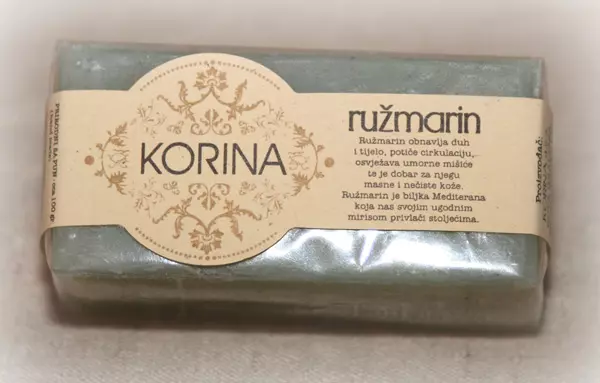 KORINA
ružmarin
Ružmarin obnavlja duh
i tijelo, potiče cirkulaciju,
osvježava umorne mišiće
te je dobar za njegu
masne i nečiste kože.
Ružmarin je biljka Mediterana
koja nas svojim ugodnim
mirisom privlači stoljećima.
Proizvođač: